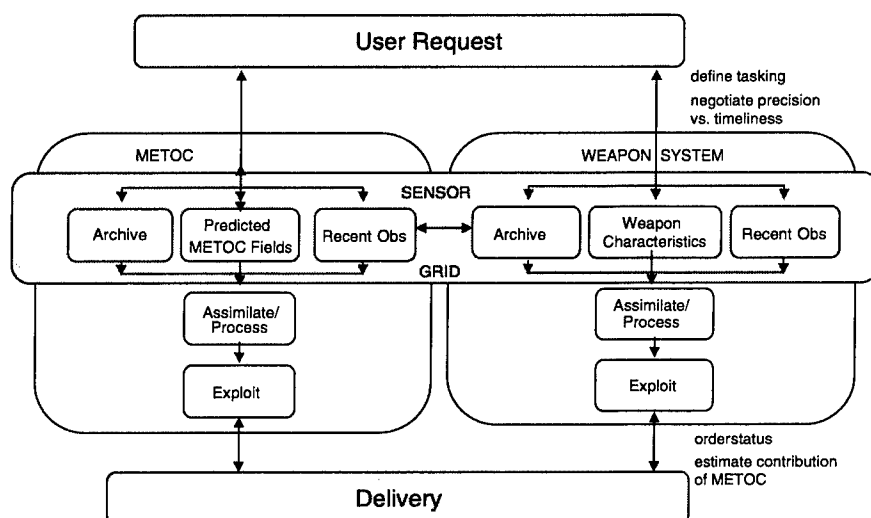 User Request
define tasking
negotiate precision
vs. timeliness
METOC
WEAPON SYSTEM
SENSOR
Archive
Predicted
METOC Fields
Recent Obs
Archive
Weapon
Characteristics
Recent Obs
GRID
Assimilate/
Process
Assimilate/
Process
Exploit
Exploit
orderstatus
estimate contribution
of METOC
Delivery